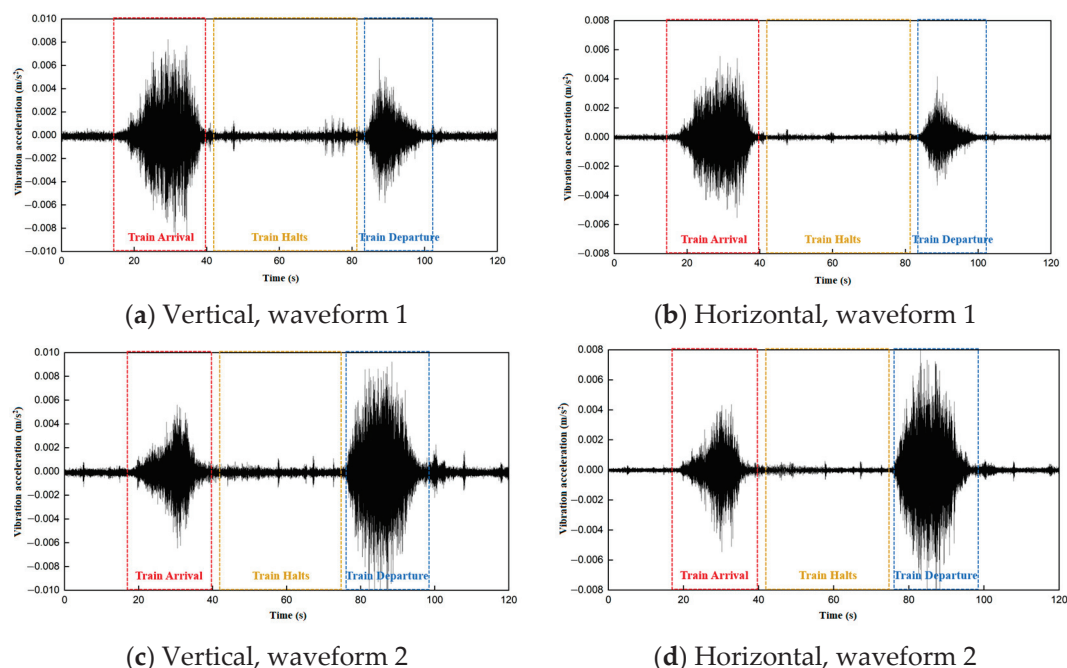 0.010
0.008
0.006
0.004
0.002
0.000
−0.002
−0.004
−0.006
−0.008
−0.010
Vibration acceleration (m/s²)
Train Arrival Train Halts Train Departure
0 20 40 60 80 100 120
Time (s)
(a) Vertical, waveform 1
0.008
0.006
0.004
0.002
0.000
−0.002
−0.004
−0.006
−0.008
Vibration acceleration (m/s²)
Train Arrival Train Halts Train Departure
0 20 40 60 80 100 120
Time (s)
(b) Horizontal, waveform 1
0.010
0.008
0.006
0.004
0.002
0.000
−0.002
−0.004
−0.006
−0.008
−0.010
Vibration acceleration (m/s²)
Train Arrival Train Halts Train Departure
0 20 40 60 80 100 120
Time (s)
(c) Vertical, waveform 2
0.008
0.006
0.004
0.002
0.000
−0.002
−0.004
−0.006
−0.008
Vibration acceleration (m/s²)
Train Arrival Train Halts Train Departure
0 20 40 60 80 100 120
Time (s)
(d) Horizontal, waveform 2